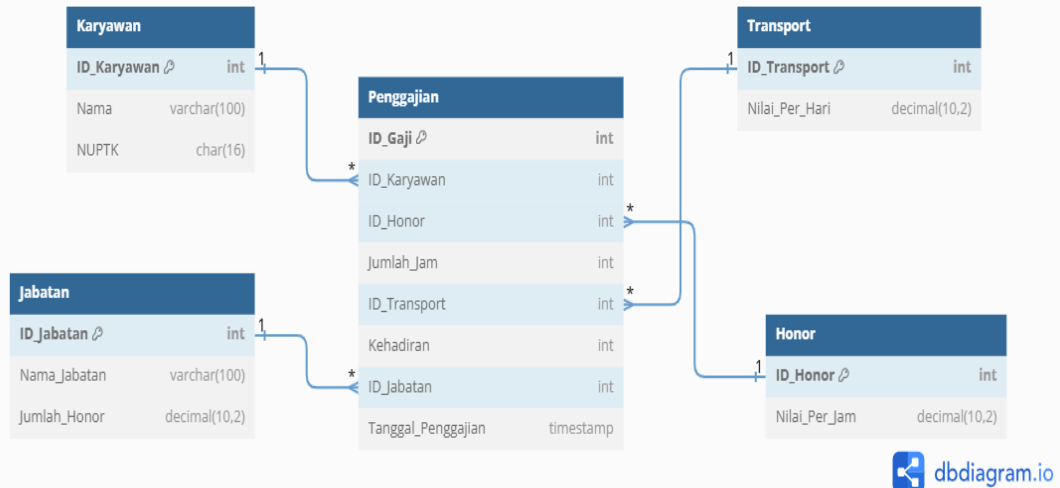 Karyawan
ID_Karyawan int
Nama varchar(100)
NUPTK char(16)
1
*
Jabatan
ID_Jabatan int
Nama_Jabatan varchar(100)
Jumlah_Honor decimal(10,2)
1
*
Penggajian
ID_Gaji int
ID_Karyawan int
ID_Honor int
Jumlah_Jam int
ID_Transport int
Kehadiran int
ID_Jabatan int
Tanggal_Penggajian timestamp
*
*
Transport
1
ID_Transport int
Nilai_Per_Hari decimal(10,2)
Honor
1
ID_Honor int
Nilai_Per_Jam decimal(10,2)
dbdiagram.io